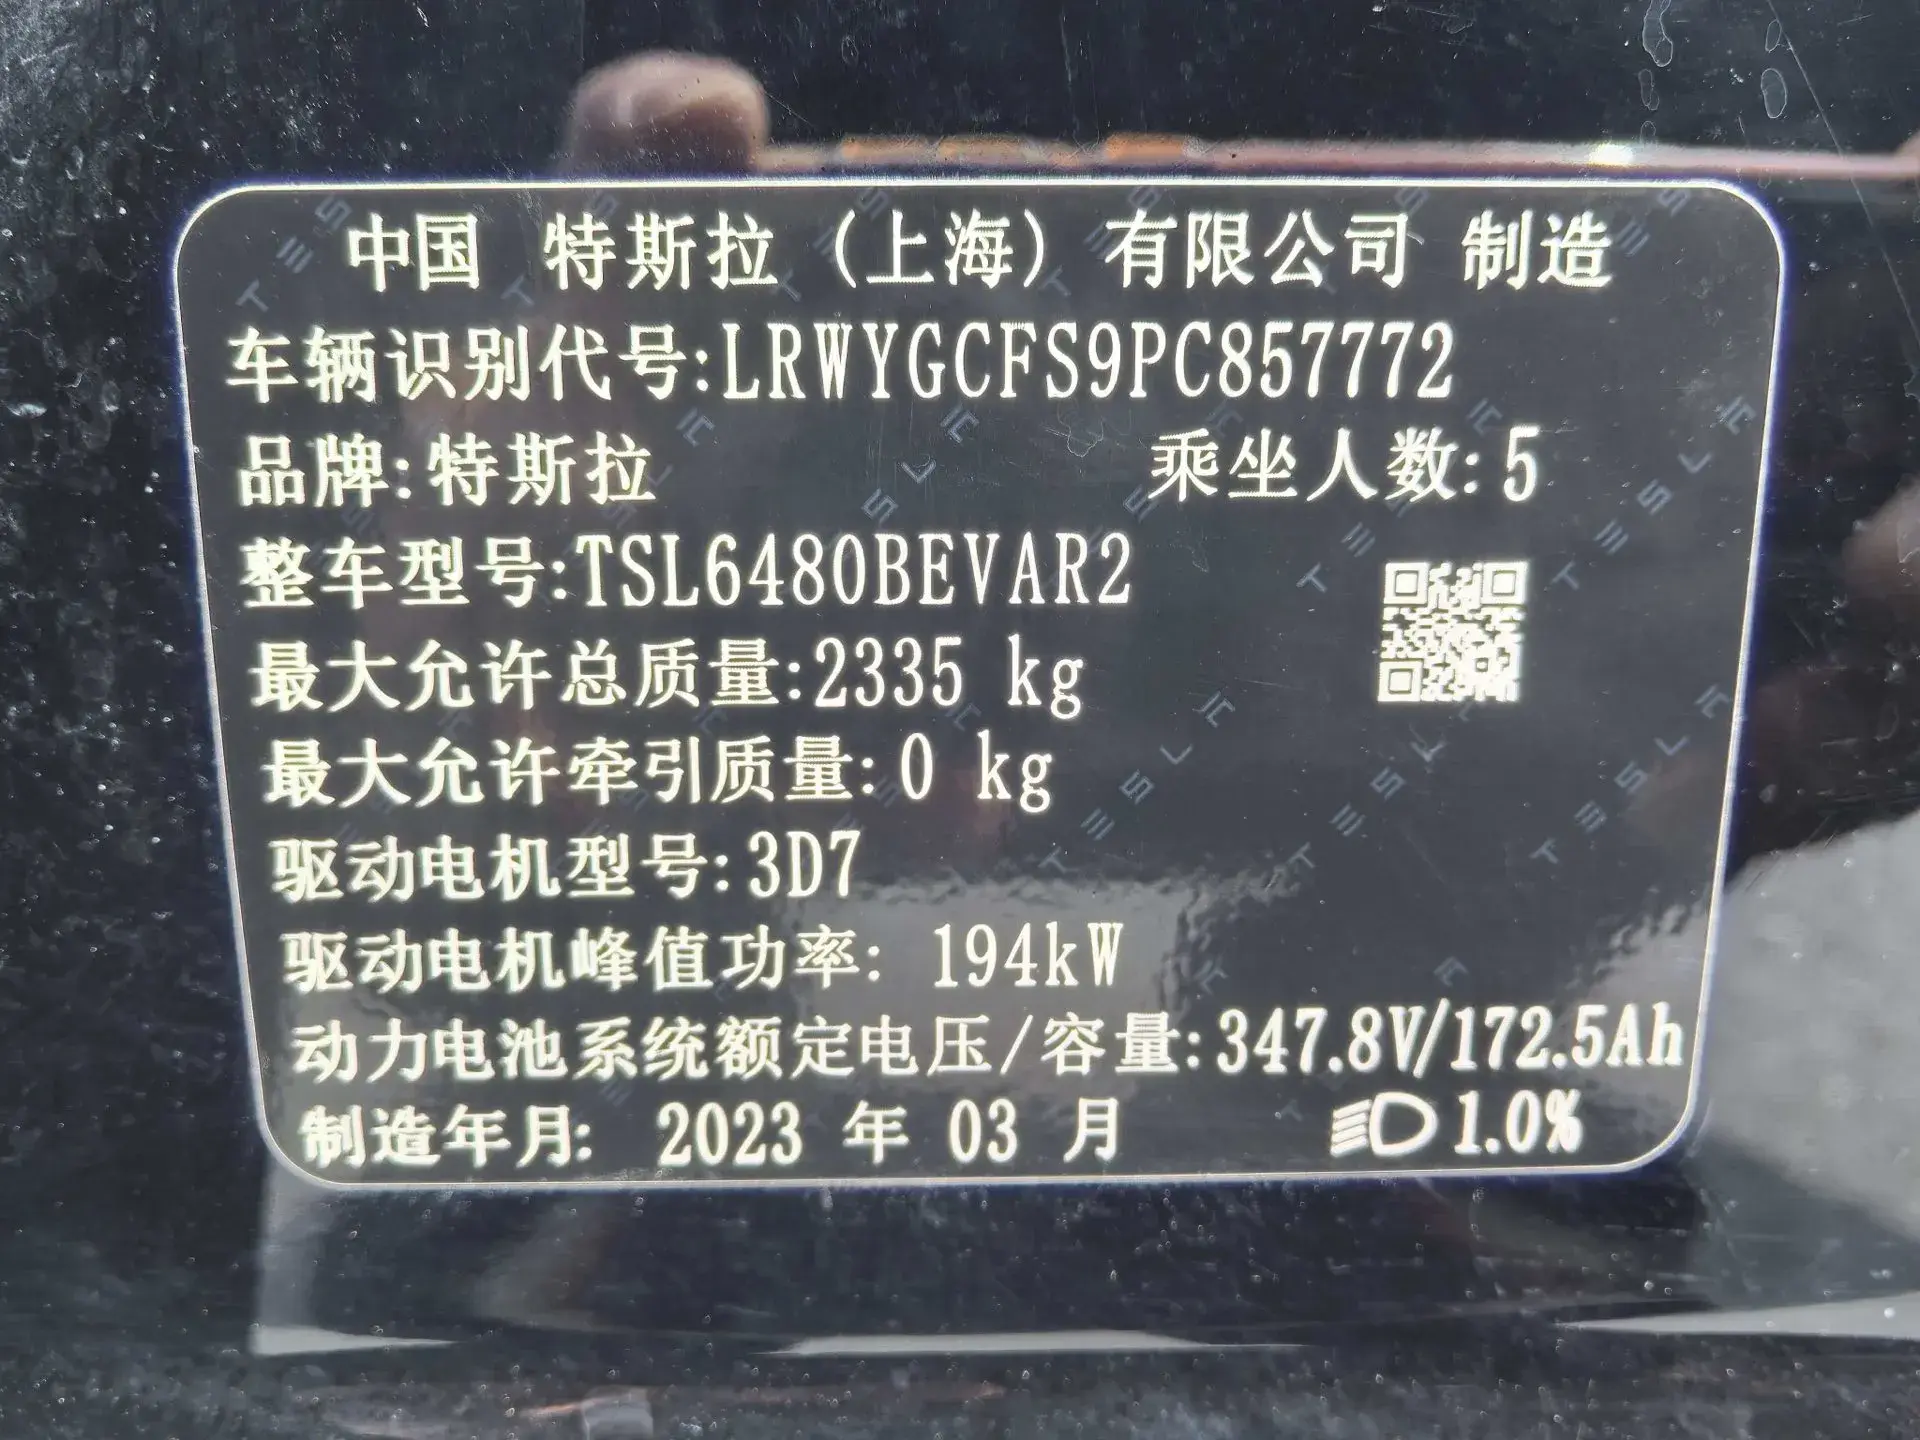 中国 特斯拉 (上海) 有限公司 制造
车辆识别代号:LRWYGCFS9PC857772
品牌:特斯拉 乘坐人数:5
整车型号:TSL6480BEVAR2
最大允许总质量:2335 kg
最大允许牵引质量:0 kg
驱动电机型号:3D7
驱动电机峰值功率: 194kW
动力电池系统额定电压/容量:347.8V/172.5Ah
制造年月: 2023 年 03 月 1.0%